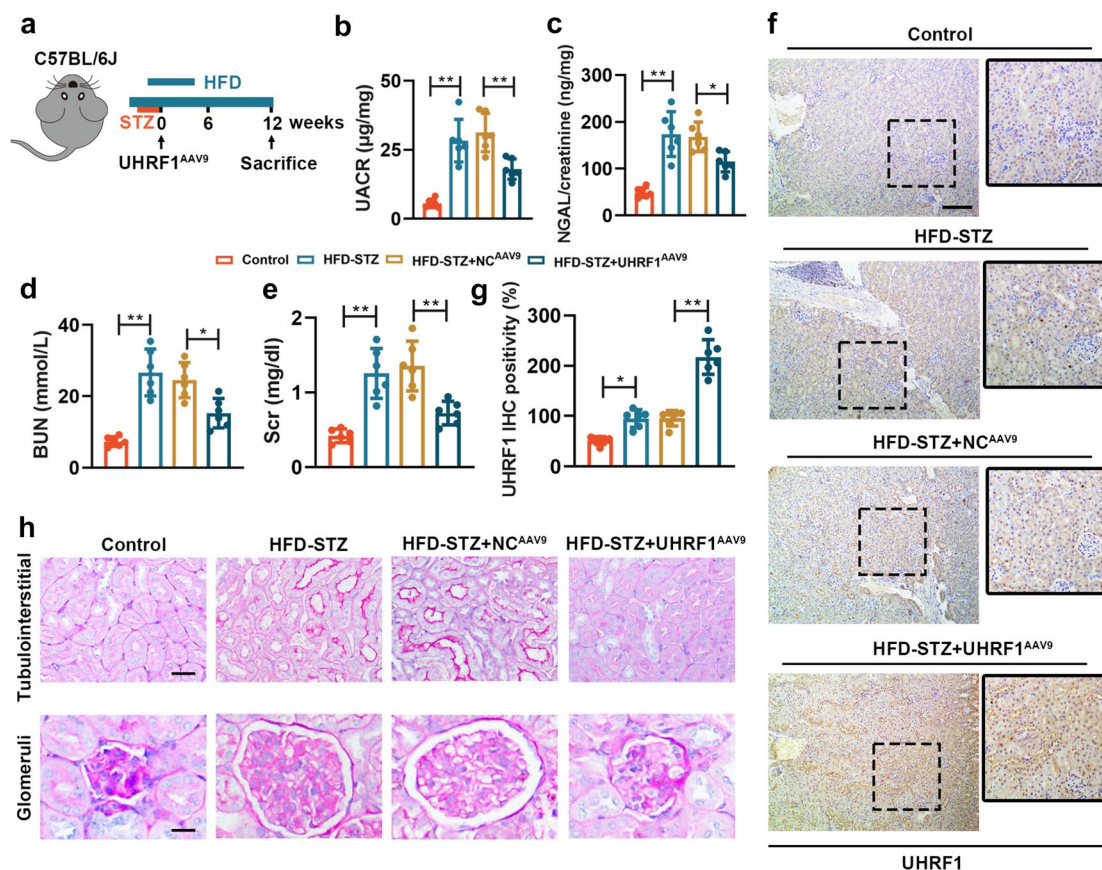 a
C57BL/6J
HFD
STZ
0 6 12 weeks
UHRF1AAV9
Sacrifice
b
UACR (μg/mg)
50
25
0
**
**
c
NGAL/creatinine (ng/mg)
300
200
100
0
**
*
Control
HFD-STZ
HFD-STZ+NCAAV9
HFD-STZ+UHRF1AAV9
d
BUN (mmol/L)
60
40
20
0
**
*
e
Scr (mg/dl)
2
1
0
**
**
g
UHRF1 IHC positivity (%)
300
200
100
0
*
**
f
Control
HFD-STZ
HFD-STZ+NCAAV9
HFD-STZ+UHRF1AAV9
UHRF1
h
Control
HFD-STZ
HFD-STZ+NCAAV9
HFD-STZ+UHRF1AAV9
Tubulointerstitial
Glomeruli